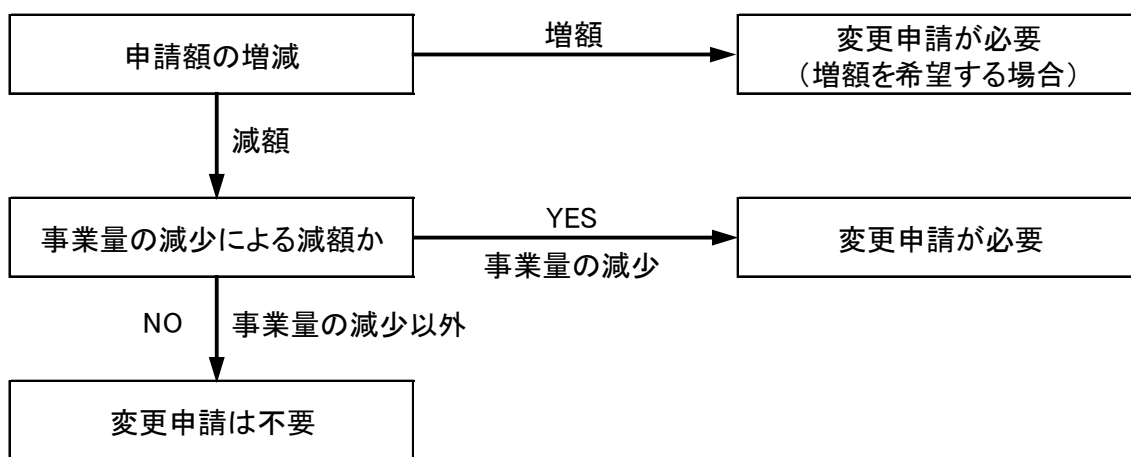 申請額の増減
増額
変更申請が必要
（増額を希望する場合）
減額
事業量の減少による減額か
YES
事業量の減少
変更申請が必要
NO
事業量の減少以外
変更申請は不要